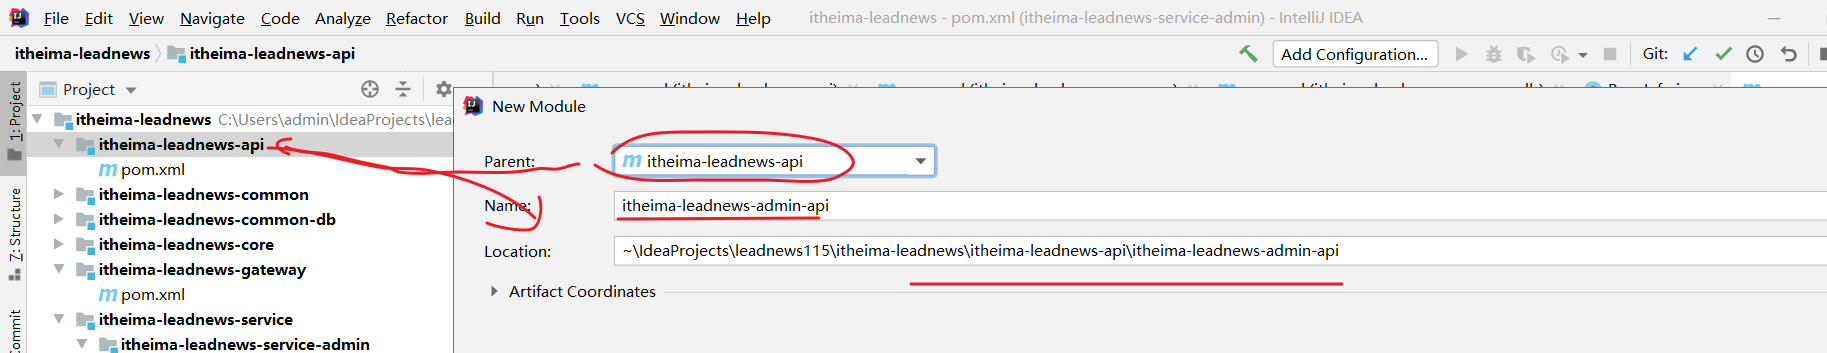 File Edit View Navigate Code Analyze Refactor Build Run Tools VCS Window Help itheima-leadnews - pom.xml (itheima-leadnews-service-admin) - IntelliJ IDEA
itheima-leadnews itheima-leadnews-api Add Configuration... Git:
1: Project
Project
New Module
itheima-leadnews C:\Users\admin\IdeaProjects\lea
itheima-leadnews-api
pom.xml
itheima-leadnews-common
itheima-leadnews-common-db
itheima-leadnews-core
itheima-leadnews-gateway
pom.xml
itheima-leadnews-service
itheima-leadnews-service-admin
7: Structure
Commit
Parent: itheima-leadnews-api
Name: itheima-leadnews-admin-api
Location: ~\IdeaProjects\leadnews115\itheima-leadnews\itheima-leadnews-api\itheima-leadnews-admin-api
Artifact Coordinates